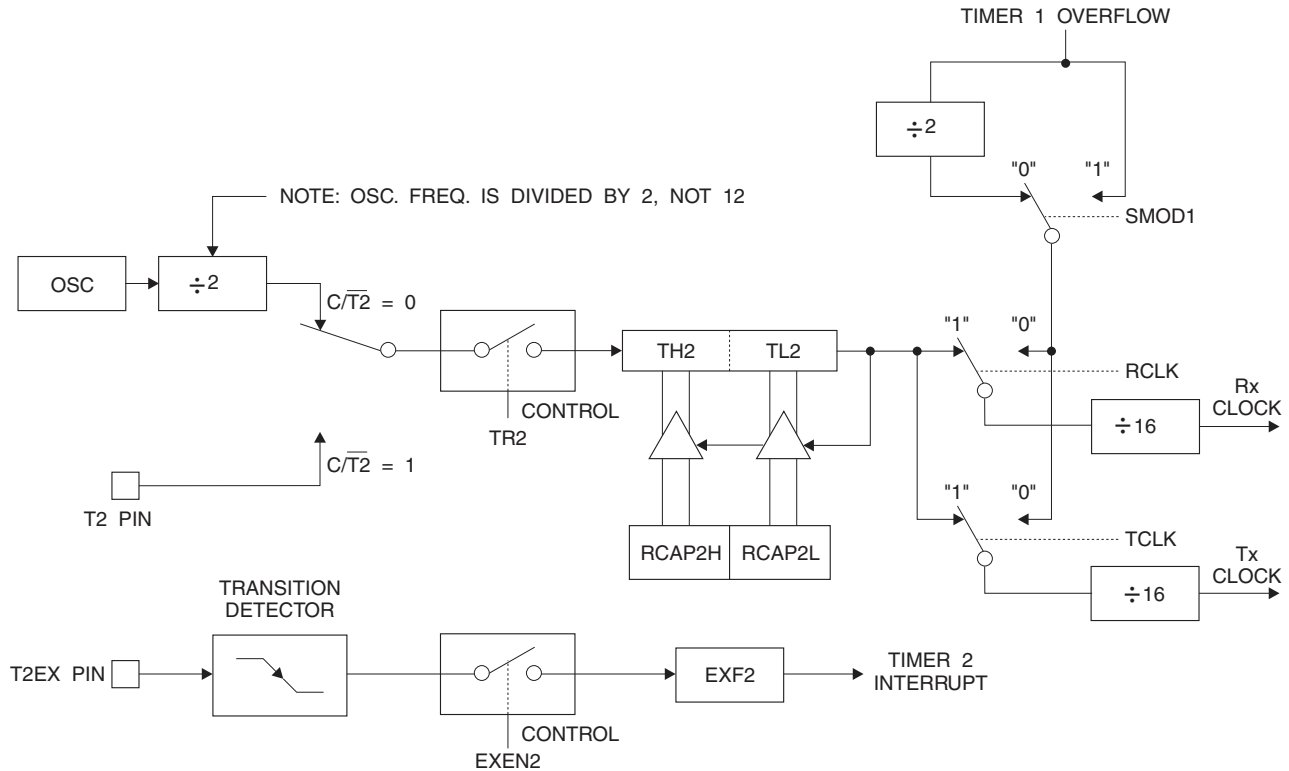 TIMER 1 OVERFLOW
÷2
"0" "1"
NOTE: OSC. FREQ. IS DIVIDED BY 2, NOT 12
SMOD1
OSC
÷2
C/T̅2̅ = 0
"1" "0"
TH2 TL2
RCLK
Rx
CLOCK
CONTROL
TR2
÷16
C/T̅2̅ = 1
T2 PIN
"1" "0"
RCAP2H RCAP2L
TCLK
Tx
CLOCK
TRANSITION
DETECTOR
÷16
T2EX PIN
EXF2
TIMER 2
INTERRUPT
CONTROL
EXEN2